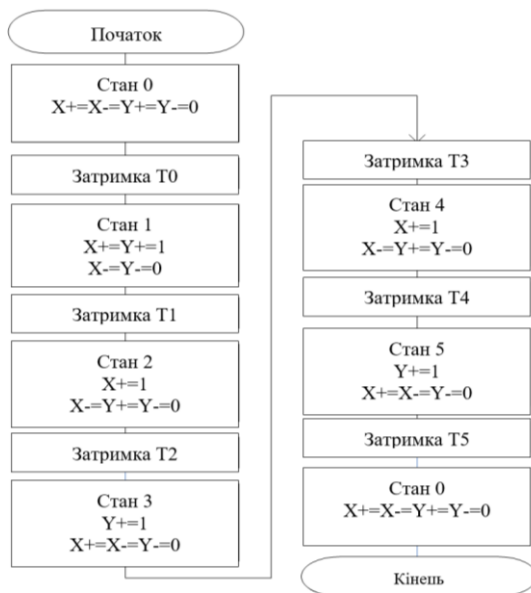 Початок
Стан 0
X+=X-=Y+=Y-=0
Затримка T0
Стан 1
X+=Y+=1
X-=Y-=0
Затримка T1
Стан 2
X+=1
X-=Y+=Y-=0
Затримка T2
Стан 3
Y+=1
X+=X-=Y-=0
Затримка T3
Стан 4
X+=1
X-=Y+=Y-=0
Затримка T4
Стан 5
Y+=1
X+=X-=Y-=0
Затримка T5
Стан 0
X+=X-=Y+=Y-=0
Кінець